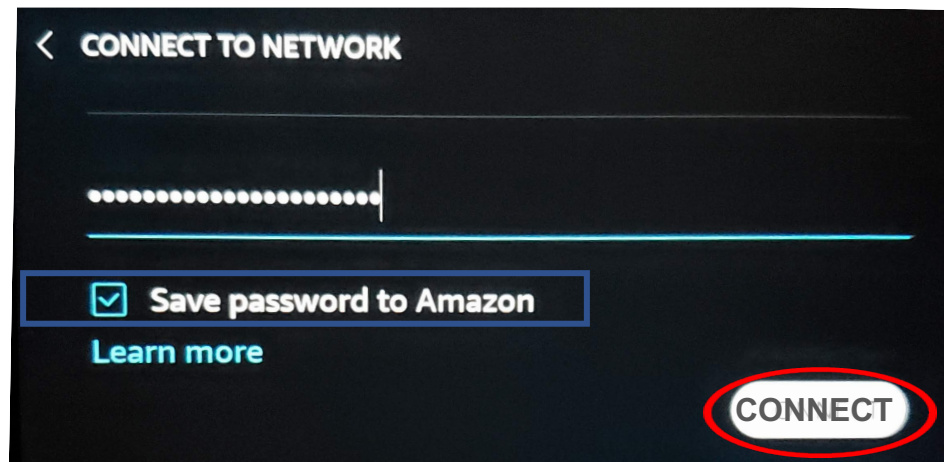 CONNECT TO NETWORK
••••••••••••••••••••••
Save password to Amazon
Learn more
CONNECT